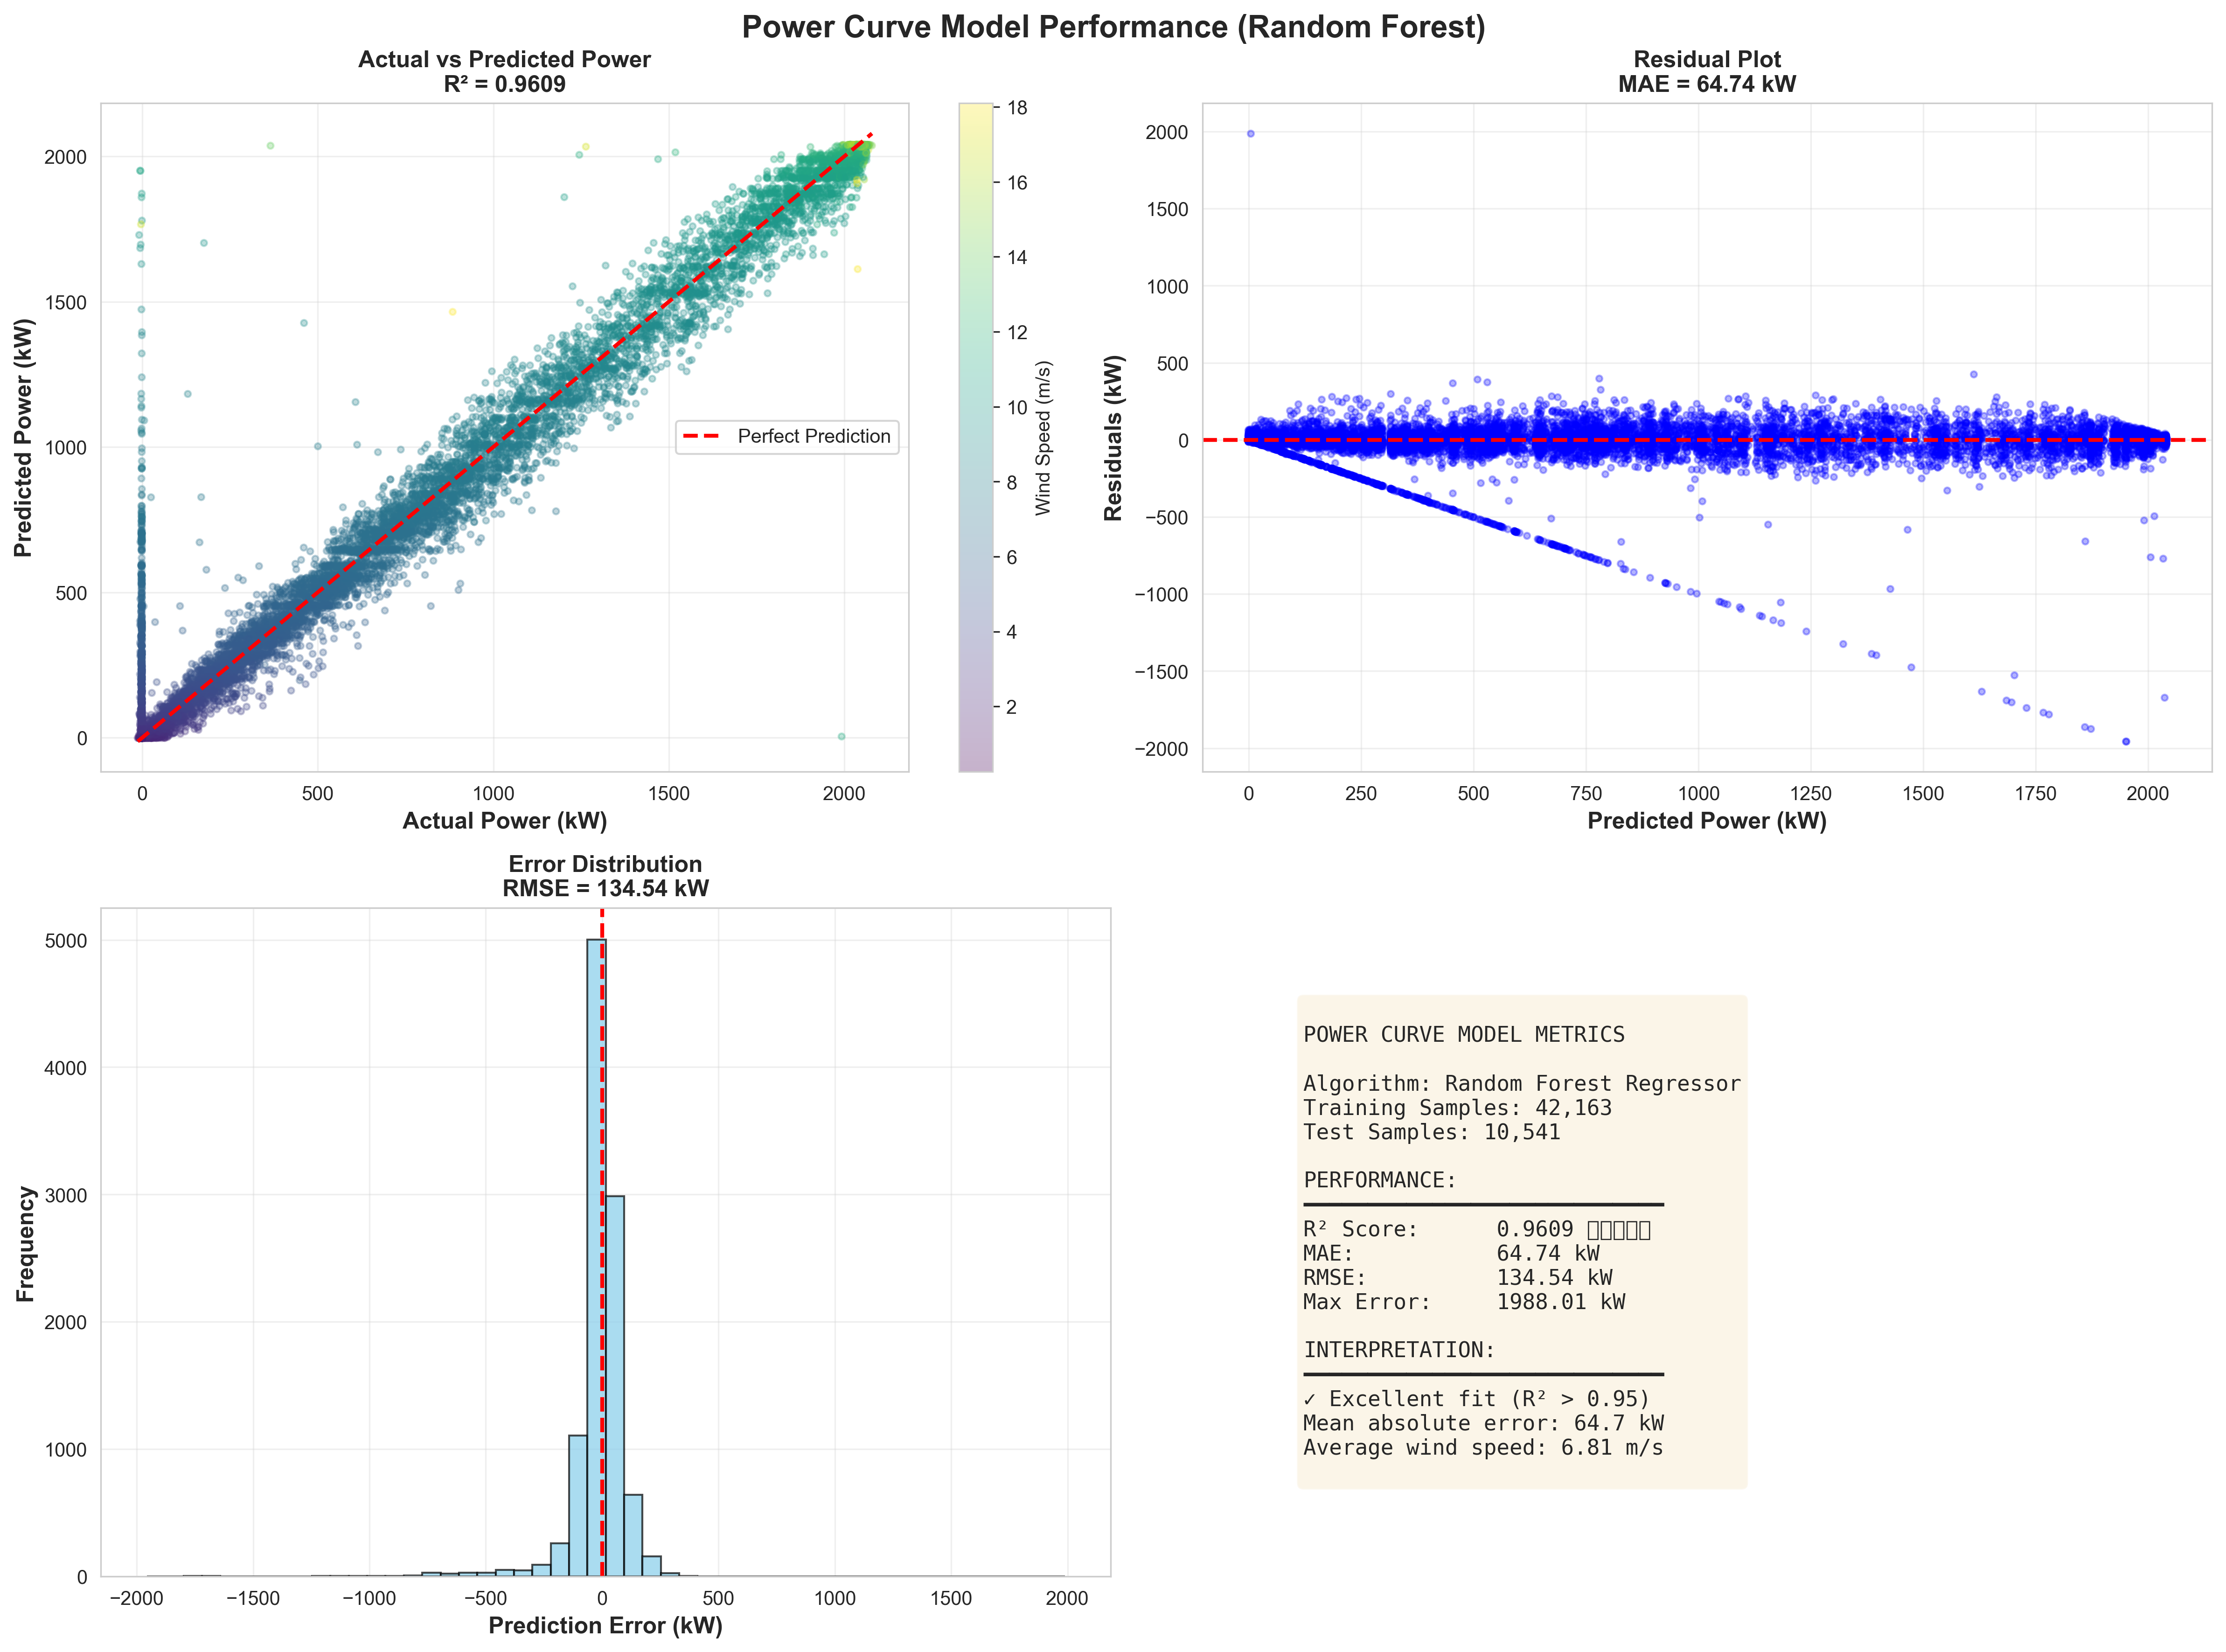 Power Curve Model Performance (Random Forest)
Actual vs Predicted Power
R² = 0.9609
2000
1500
1000
500
0
Predicted Power (kW)
0
500
1000
1500
2000
Actual Power (kW)
Perfect Prediction
18
16
14
12
10
8
6
4
2
Wind Speed (m/s)
Residual Plot
MAE = 64.74 kW
2000
1500
1000
500
0
−500
−1000
−1500
−2000
Residuals (kW)
0
250
500
750
1000
1250
1500
1750
2000
Predicted Power (kW)
Error Distribution
RMSE = 134.54 kW
5000
4000
3000
2000
1000
0
Frequency
−2000
−1500
−1000
−500
0
500
1000
1500
2000
Prediction Error (kW)
POWER CURVE MODEL METRICS
Algorithm: Random Forest Regressor
Training Samples: 42,163
Test Samples: 10,541
PERFORMANCE:
R² Score: 0.9609 □□□□□
MAE: 64.74 kW
RMSE: 134.54 kW
Max Error: 1988.01 kW
INTERPRETATION:
✓ Excellent fit (R² > 0.95)
Mean absolute error: 64.7 kW
Average wind speed: 6.81 m/s